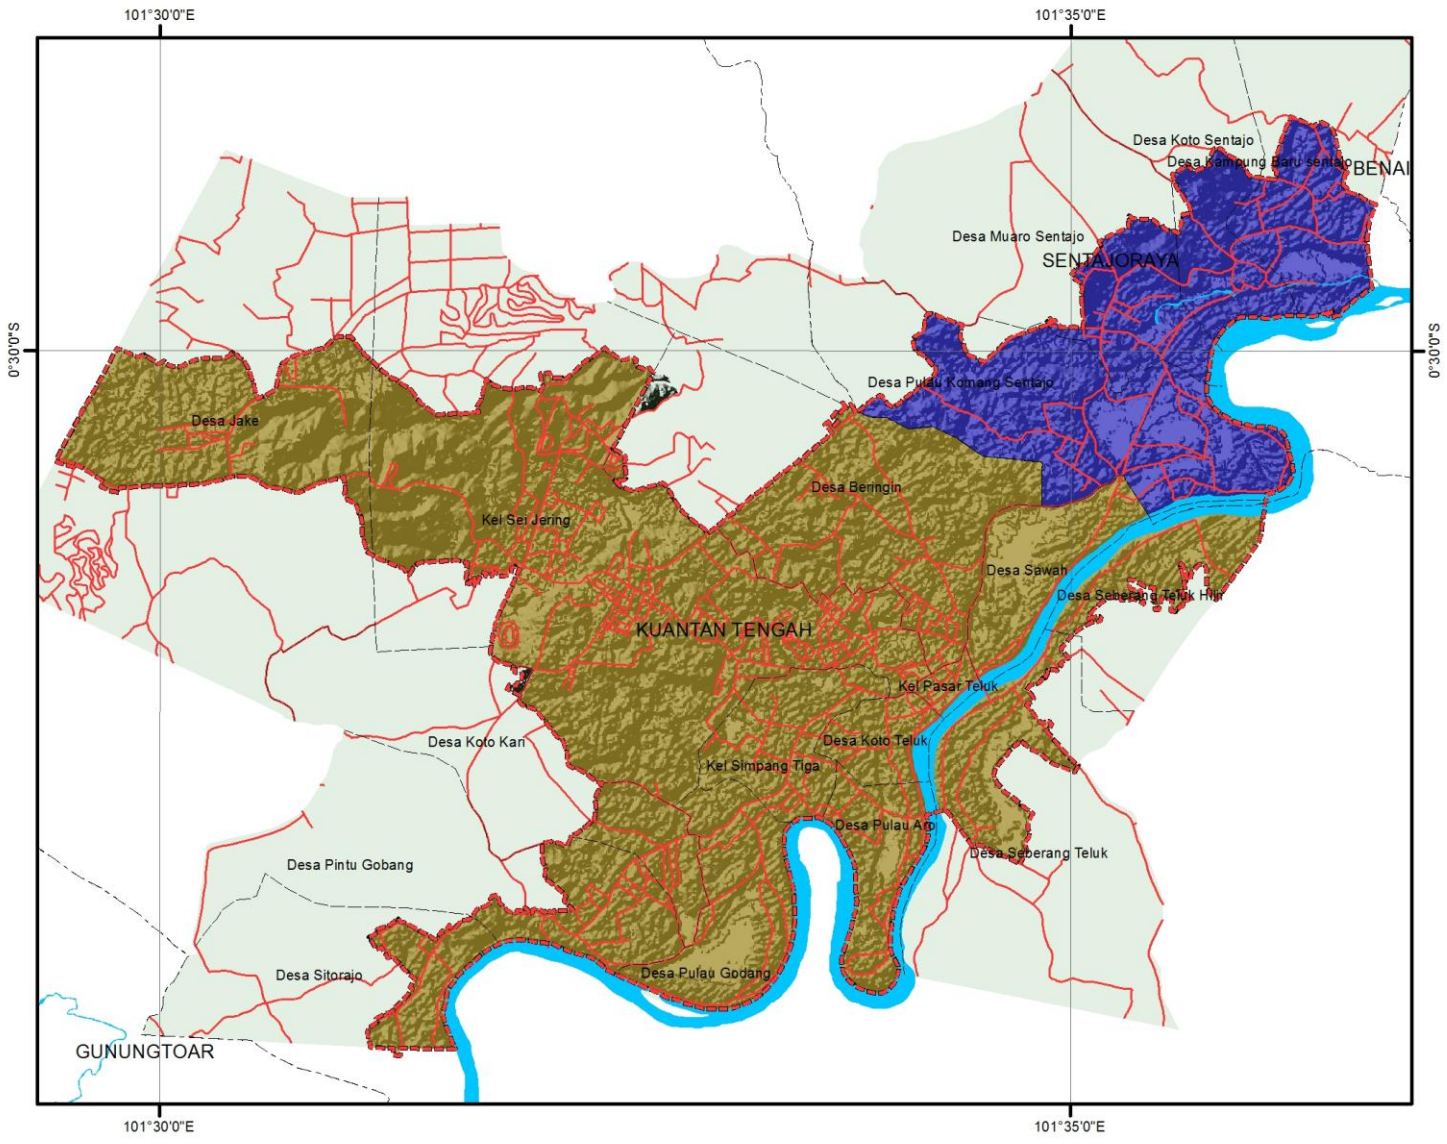 101°30'0"E
101°35'0"E
Desa Koto Sentajo
Desa Kampung Baru sentajo
BENAI
Desa Muaro Sentajo
SENTAJORAYA
0°30'0"S
0°30'0"S
Desa Pulau Komang Sentajo
Desa Jake
Desa Beringin
Kel Sei Jering
Desa Sawah
Desa Seberang Teluk Hilir
KUANTAN TENGAH
Kel Pasar Teluk
Desa Koto Kari
Desa Koto Teluk
Kel Simpang Tiga
Desa Pulau Aro
Desa Seberang Teluk
Desa Pintu Gobang
Desa Sitorajo
Desa Pulau Godang
GUNUNGTOAR
101°30'0"E
101°35'0"E